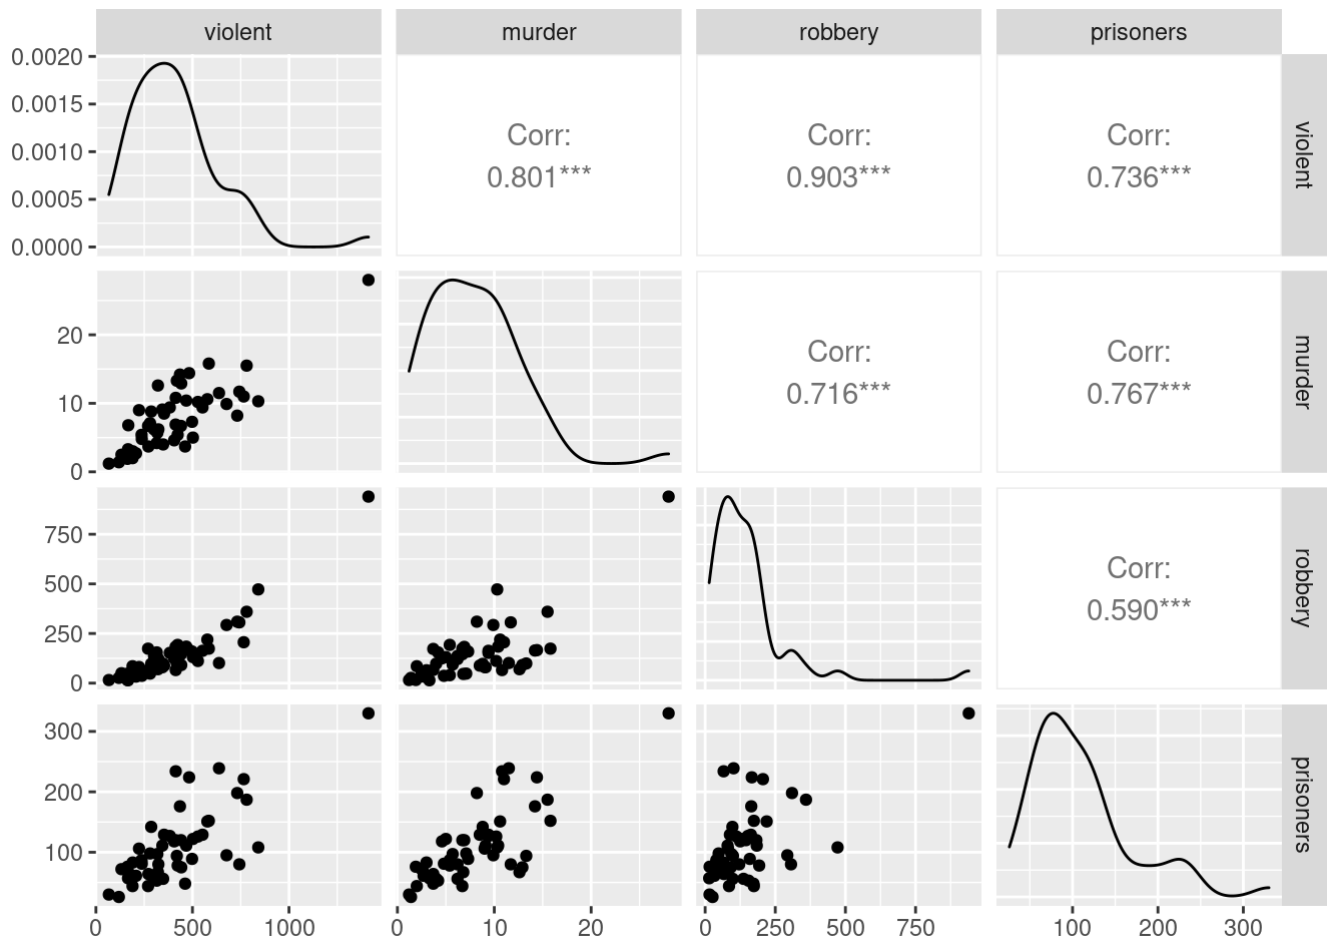 violent murder robbery prisoners
0.0020
0.0015
0.0010
0.0005
0.0000
Corr:
0.801***
Corr:
0.903***
Corr:
0.736***
violent
20
10
0
Corr:
0.716***
Corr:
0.767***
murder
750
500
250
0
Corr:
0.590***
robbery
300
200
100
prisoners
0 500 1000 0 10 20 0 250 500 750 100 200 300